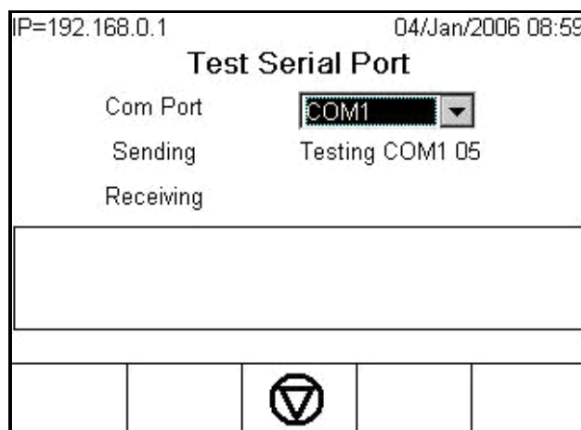 IP=192.168.0.1 04/Jan/2006 08:59
Test Serial Port
Com Port COM1
Sending Testing COM1 05
Receiving